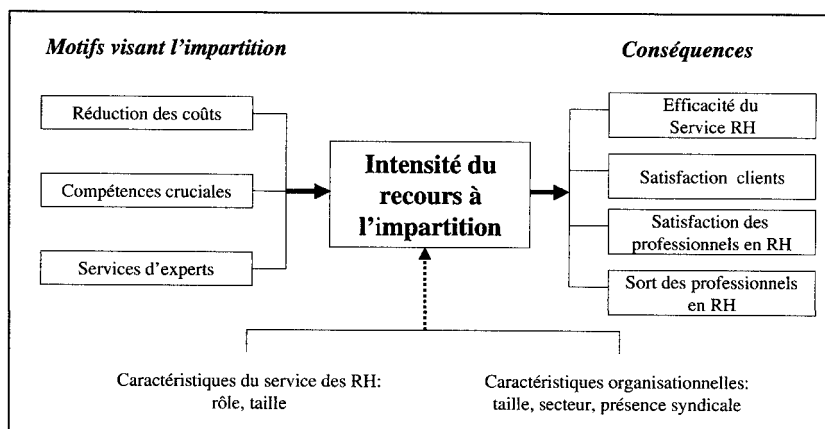 Motifs visant l'impartition
Conséquences
Réduction des coûts
Compétences cruciales
Services d'experts
Intensité du
recours à
l'impartition
Efficacité du
Service RH
Satisfaction clients
Satisfaction des
professionnels en RH
Sort des professionnels
en RH
Caractéristiques du service des RH:
rôle, taille
Caractéristiques organisationnelles:
taille, secteur, présence syndicale